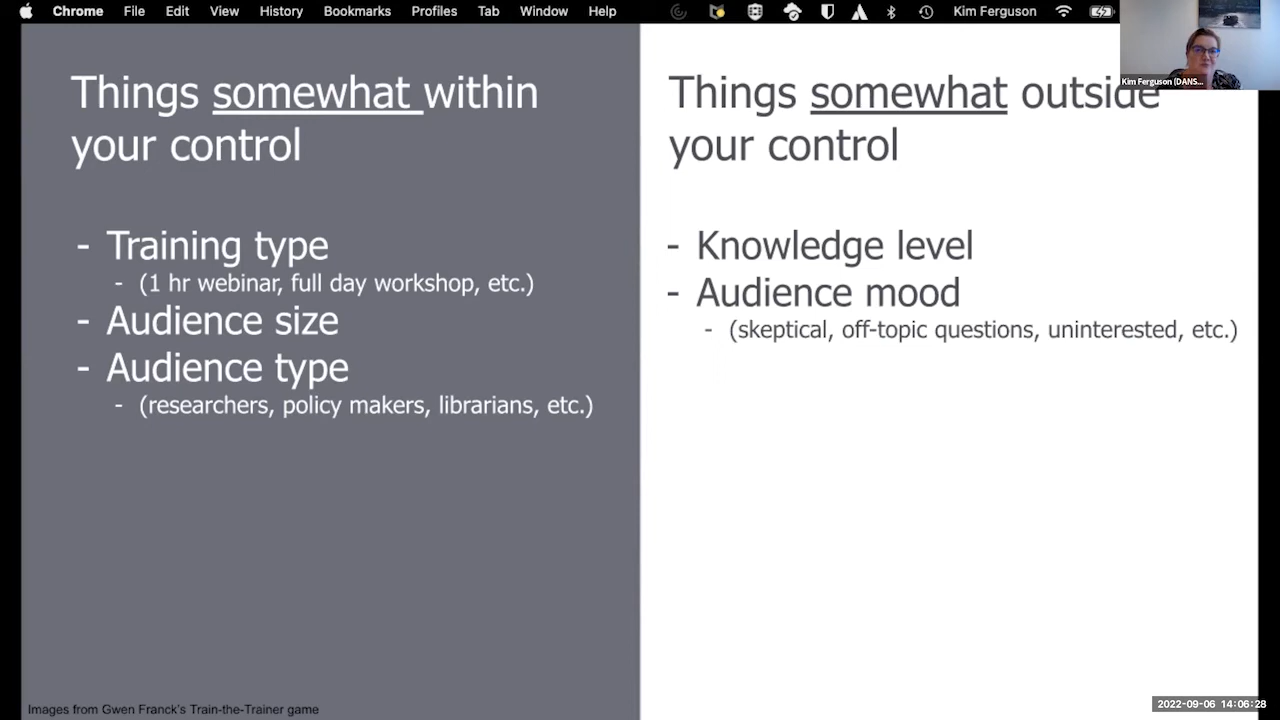 Chrome File Edit View History Bookmarks Profiles Tab Window Help Kim Ferguson
Kim Ferguson (DANS...
Things somewhat within
your control
- Training type
- (1 hr webinar, full day workshop, etc.)
- Audience size
- Audience type
- (researchers, policy makers, librarians, etc.)
Things somewhat outside
your control
- Knowledge level
- Audience mood
- (skeptical, off-topic questions, uninterested, etc.)
Images from Gwen Franck's Train-the-Trainer game
2022-09-06 14:06:28